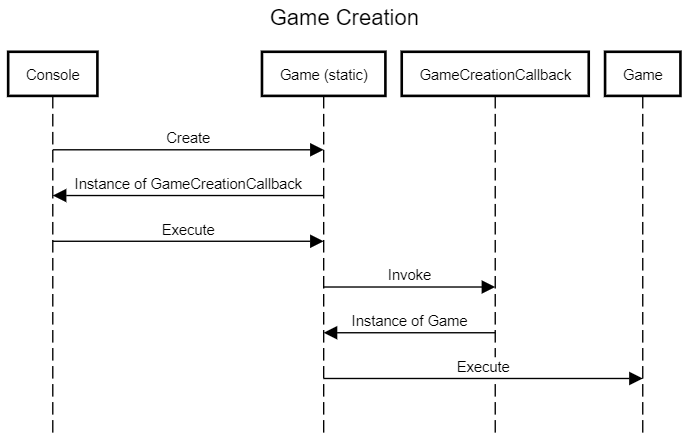 Game Creation
Console
Game (static)
GameCreationCallback
Game
Create
Instance of GameCreationCallback
Execute
Invoke
Instance of Game
Execute